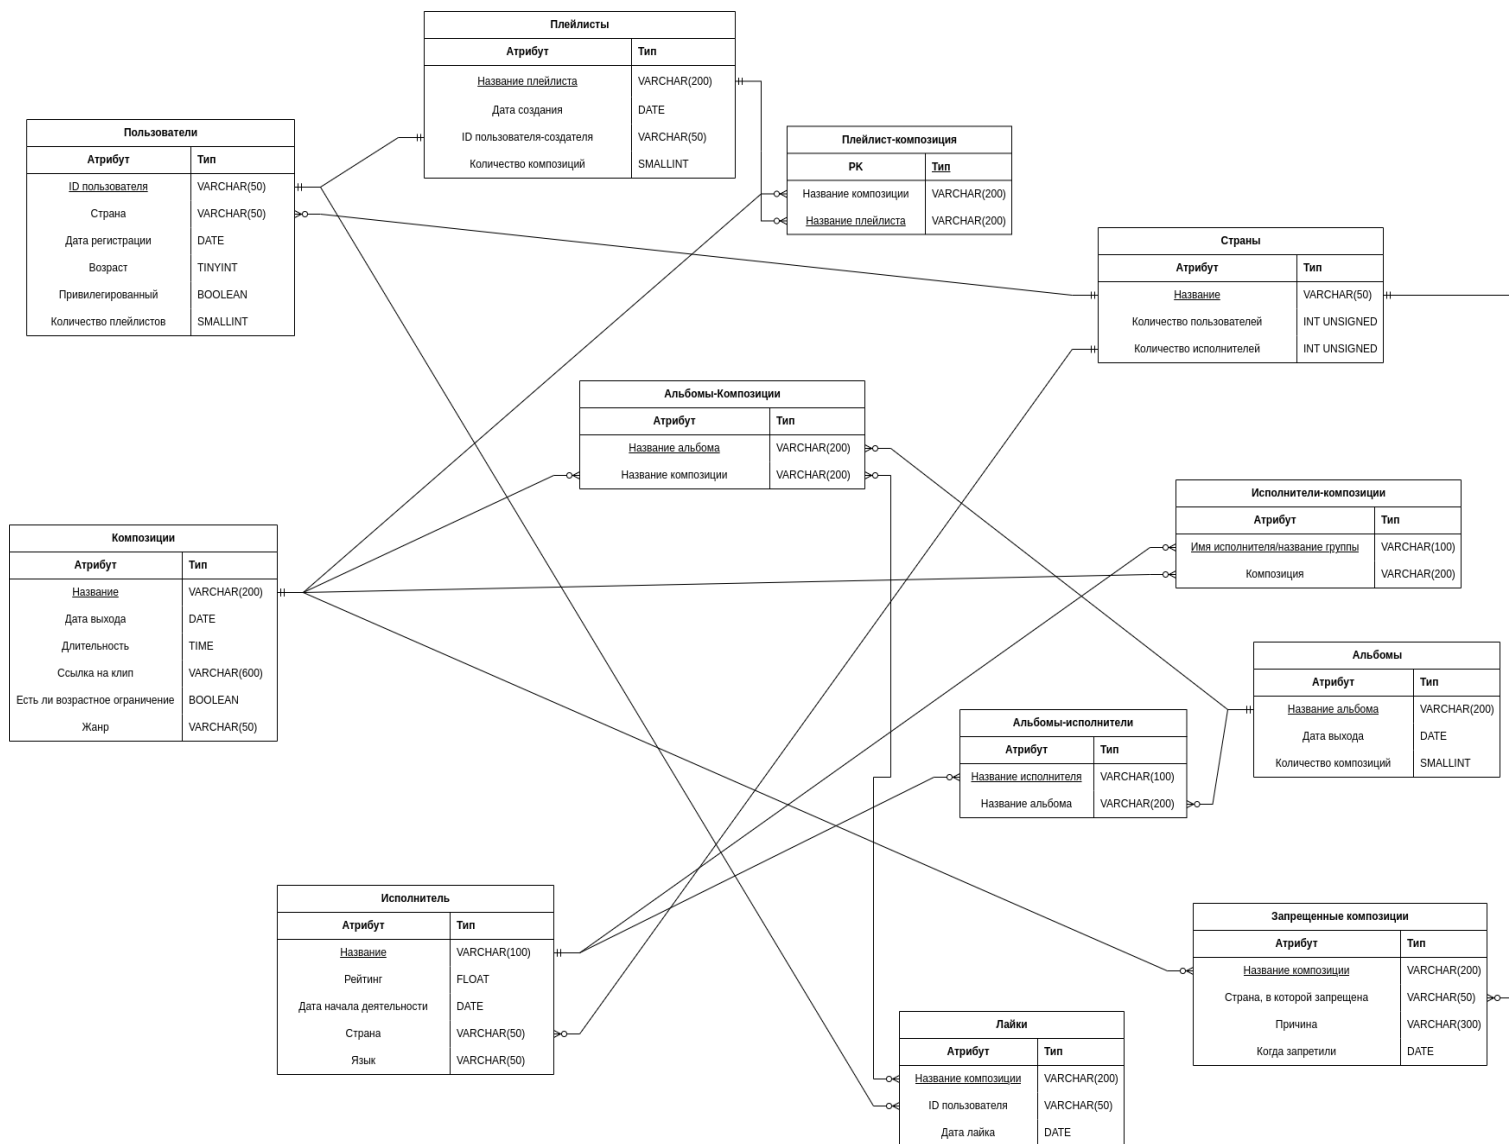 Плейлисты
Атрибут Тип
Название плейлиста VARCHAR(200)
Дата создания DATE
ID пользователя-создателя VARCHAR(50)
Количество композиций SMALLINT
Пользователи
Атрибут Тип
ID пользователя VARCHAR(50)
Страна VARCHAR(50)
Дата регистрации DATE
Возраст TINYINT
Привилегированный BOOLEAN
Количество плейлистов SMALLINT
Плейлист-композиция
PK Тип
Название композиции VARCHAR(200)
Название плейлиста VARCHAR(200)
Страны
Атрибут Тип
Название VARCHAR(50)
Количество пользователей INT UNSIGNED
Количество исполнителей INT UNSIGNED
Альбомы-Композиции
Атрибут Тип
Название альбома VARCHAR(200)
Название композиции VARCHAR(200)
Исполнители-композиции
Атрибут Тип
Имя исполнителя/название группы VARCHAR(100)
Композиция VARCHAR(200)
Композиции
Атрибут Тип
Название VARCHAR(200)
Дата выхода DATE
Длительность TIME
Ссылка на клип VARCHAR(600)
Есть ли возрастное ограничение BOOLEAN
Жанр VARCHAR(50)
Альбомы
Атрибут Тип
Название альбома VARCHAR(200)
Дата выхода DATE
Количество композиций SMALLINT
Альбомы-исполнители
Атрибут Тип
Название исполнителя VARCHAR(100)
Название альбома VARCHAR(200)
Исполнитель
Атрибут Тип
Название VARCHAR(100)
Рейтинг FLOAT
Дата начала деятельности DATE
Страна VARCHAR(50)
Язык VARCHAR(50)
Запрещенные композиции
Атрибут Тип
Название композиции VARCHAR(200)
Страна, в которой запрещена VARCHAR(50)
Причина VARCHAR(300)
Когда запретили DATE
Лайки
Атрибут Тип
Название композиции VARCHAR(200)
ID пользователя VARCHAR(50)
Дата лайка DATE